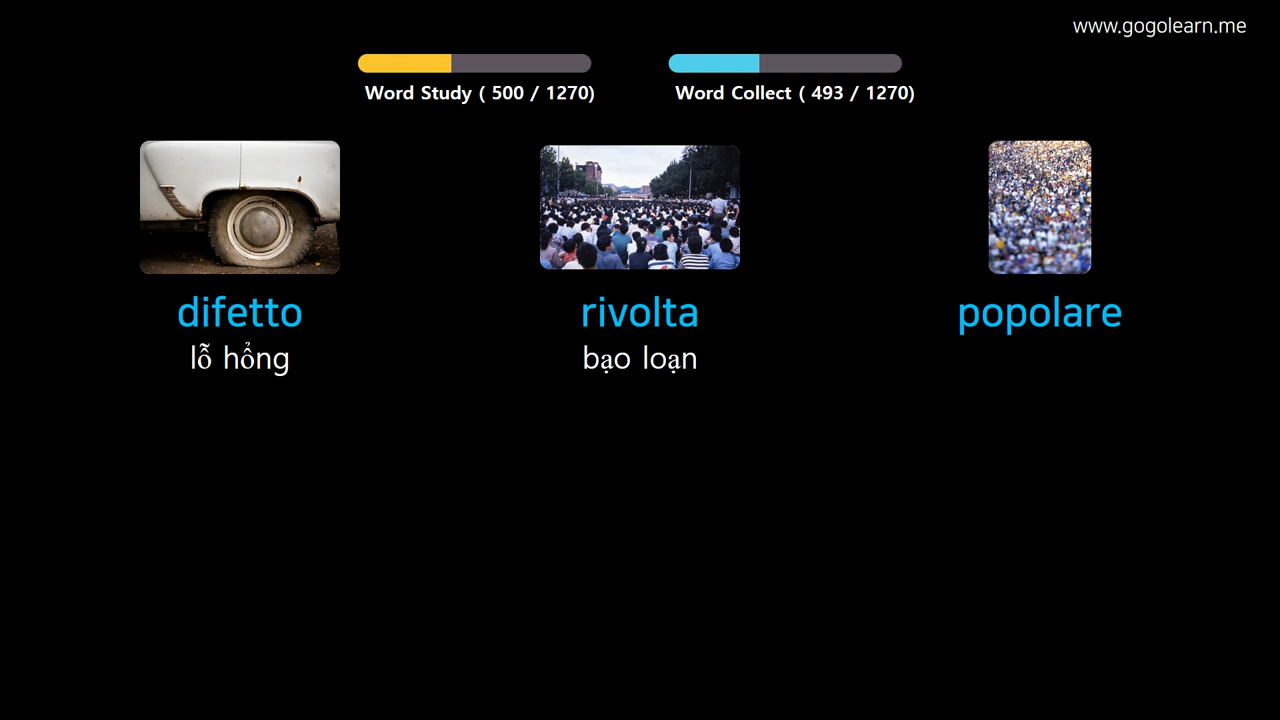 www.gogolearn.me
Word Study ( 500 / 1270)
Word Collect ( 493 / 1270)
difetto
rivolta
popolare
lỗ hổng
bạo loạn